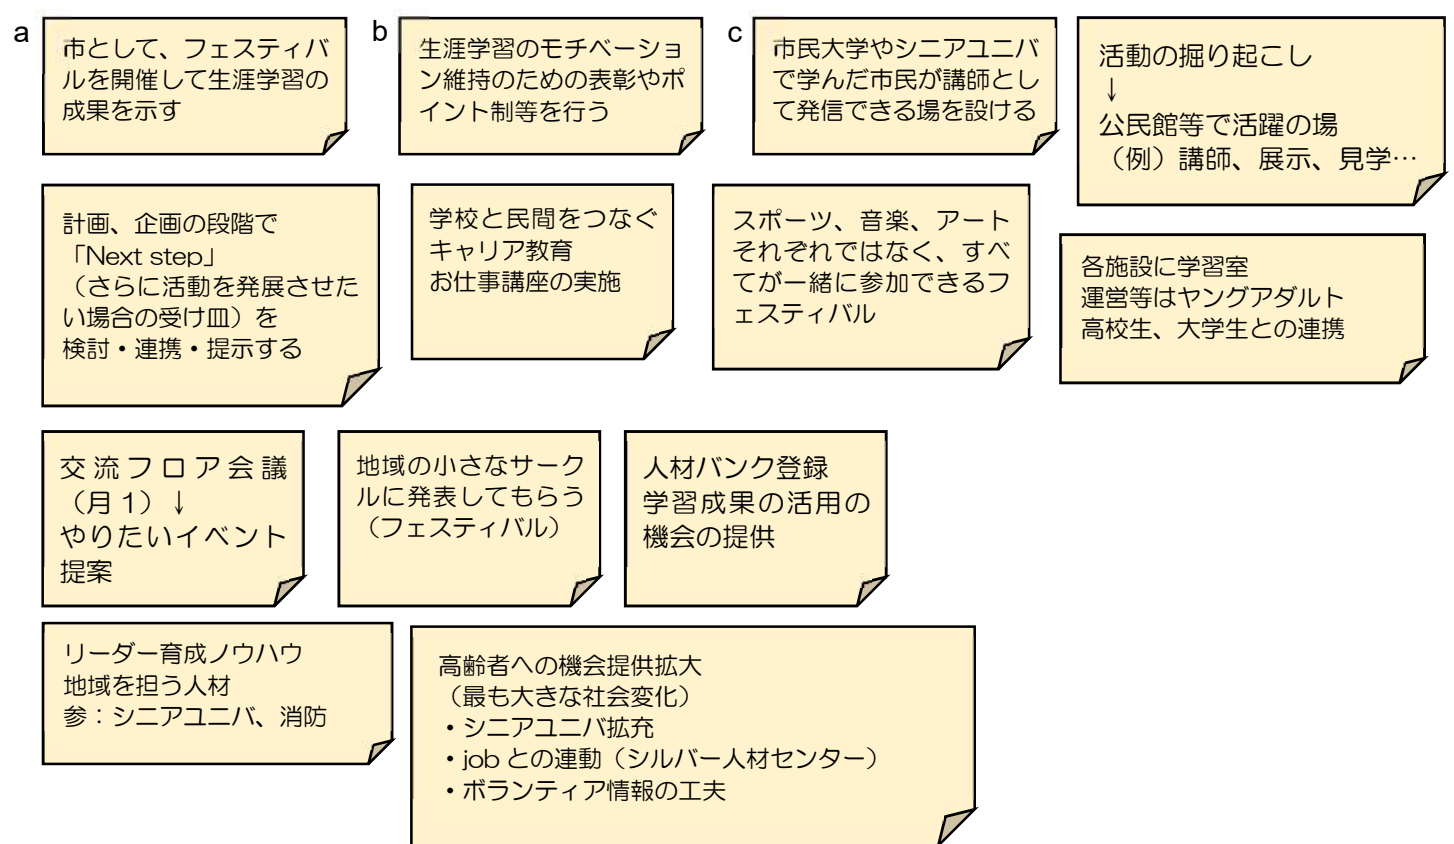 a
市として、フェスティバ
ルを開催して生涯学習の
成果を示す
b
生涯学習のモチベーショ
ン維持のための表彰やポ
イント制等を行う
c
市民大学やシニアユニバ
で学んだ市民が講師とし
て発信できる場を設ける
活動の掘り起こし
↓
公民館等で活躍の場
（例）講師、展示、見学…
計画、企画の段階で
「Next step」
（さらに活動を発展させた
い場合の受け皿）を
検討・連携・提示する
学校と民間をつなぐ
キャリア教育
お仕事講座の実施
スポーツ、音楽、アート
それぞれではなく、すべ
てが一緒に参加できるフ
ェスティバル
各施設に学習室
運営等はヤングアダルト
高校生、大学生との連携
交流フロア会議
（月1）↓
やりたいイベント
提案
地域の小さなサーク
ルに発表してもらう
（フェスティバル）
人材バンク登録
学習成果の活用の
機会の提供
リーダー育成ノウハウ
地域を担う人材
参：シニアユニバ、消防
高齢者への機会提供拡大
（最も大きな社会変化）
・シニアユニバ拡充
・job との連動（シルバー人材センター）
・ボランティア情報の工夫